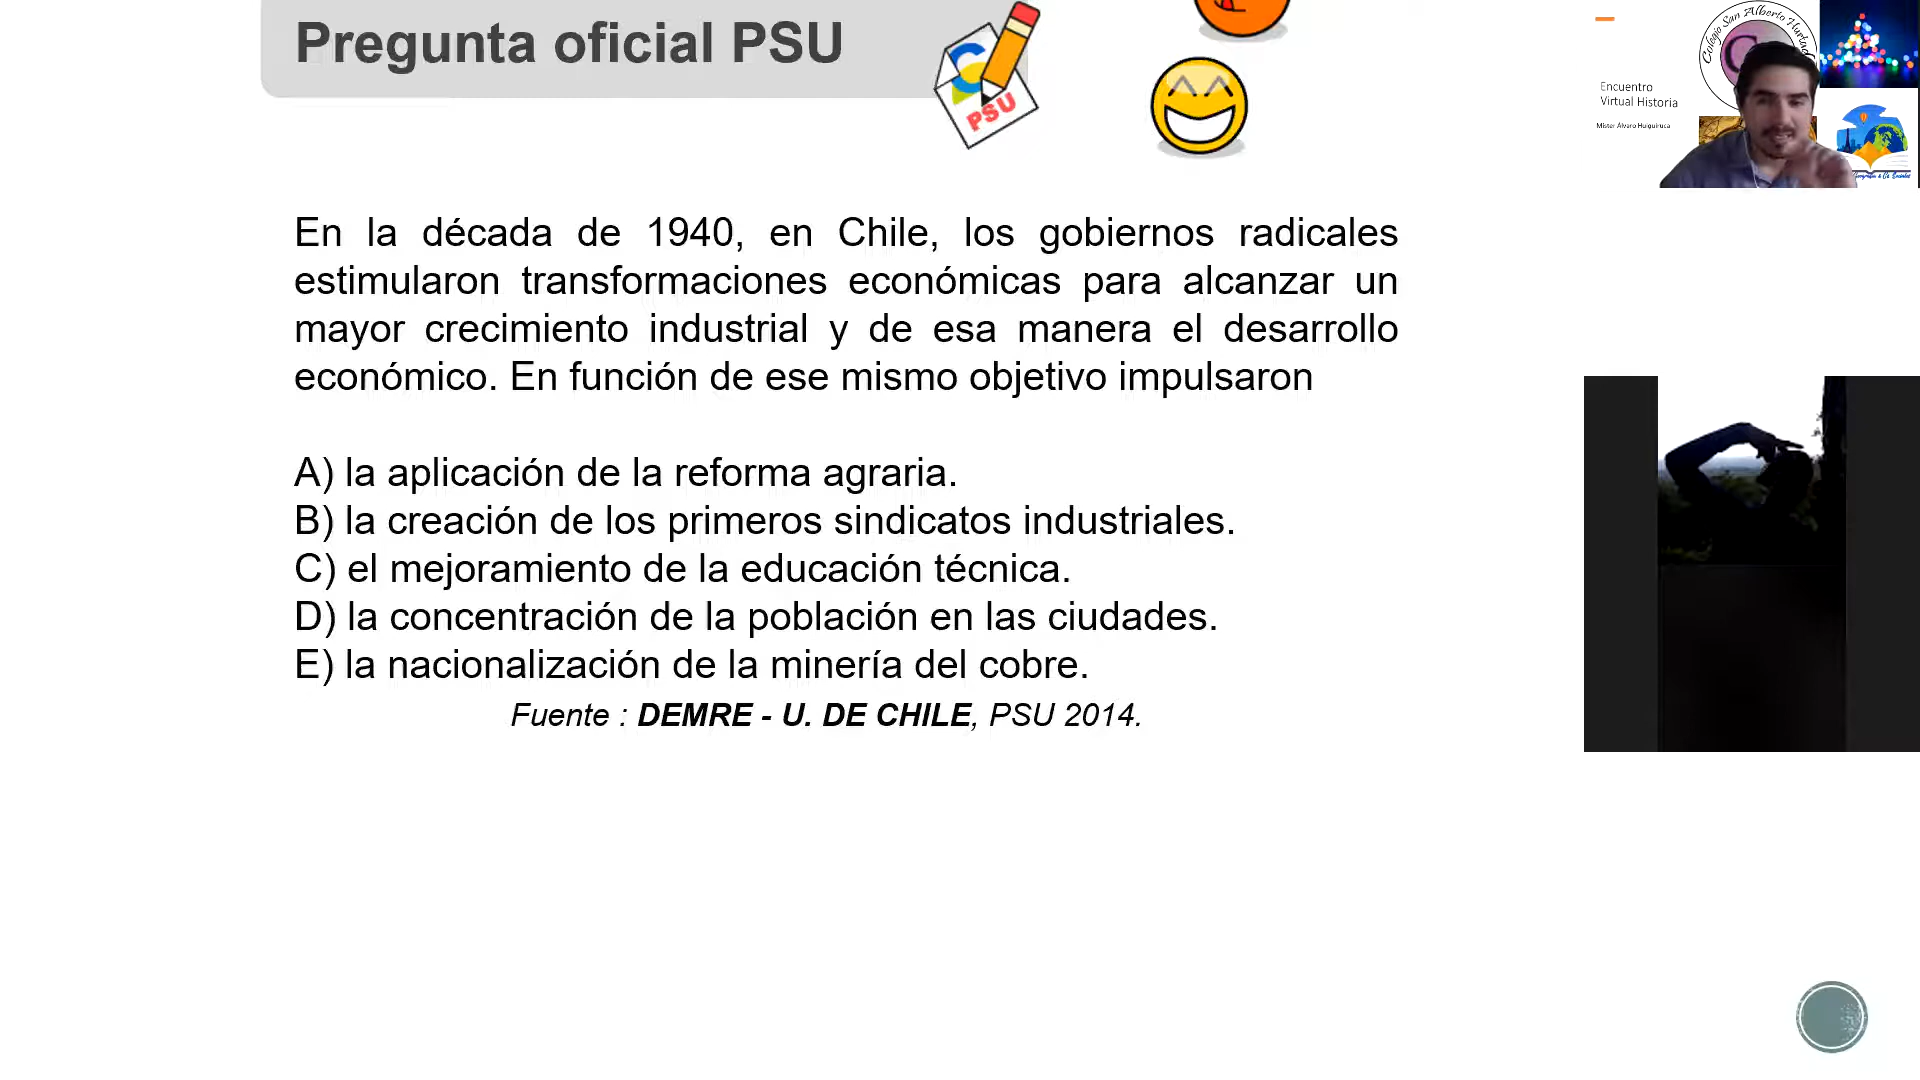 Pregunta oficial PSU
PSU
En la década de 1940, en Chile, los gobiernos radicales
estimularon transformaciones económicas para alcanzar un
mayor crecimiento industrial y de esa manera el desarrollo
económico. En función de ese mismo objetivo impulsaron
A) la aplicación de la reforma agraria.
B) la creación de los primeros sindicatos industriales.
C) el mejoramiento de la educación técnica.
D) la concentración de la población en las ciudades.
E) la nacionalización de la minería del cobre.
Fuente : DEMRE - U. DE CHILE, PSU 2014.
Colegio San Alberto Hurtado
Encuentro
Virtual Historia